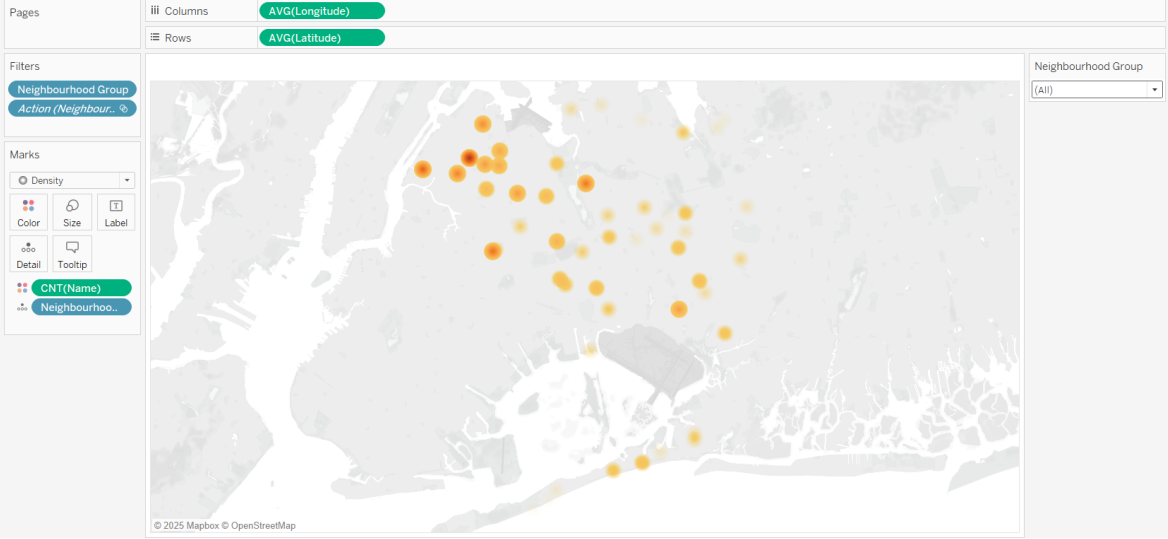 Pages
Columns
AVG(Longitude)
Rows
AVG(Latitude)
Filters
Neighbourhood Group
Action (Neighbour..
Marks
Density
Color
Size
Label
Detail
Tooltip
CNT(Name)
Neighbourhoo..
Neighbourhood Group
(All)
© 2025 Mapbox © OpenStreetMap